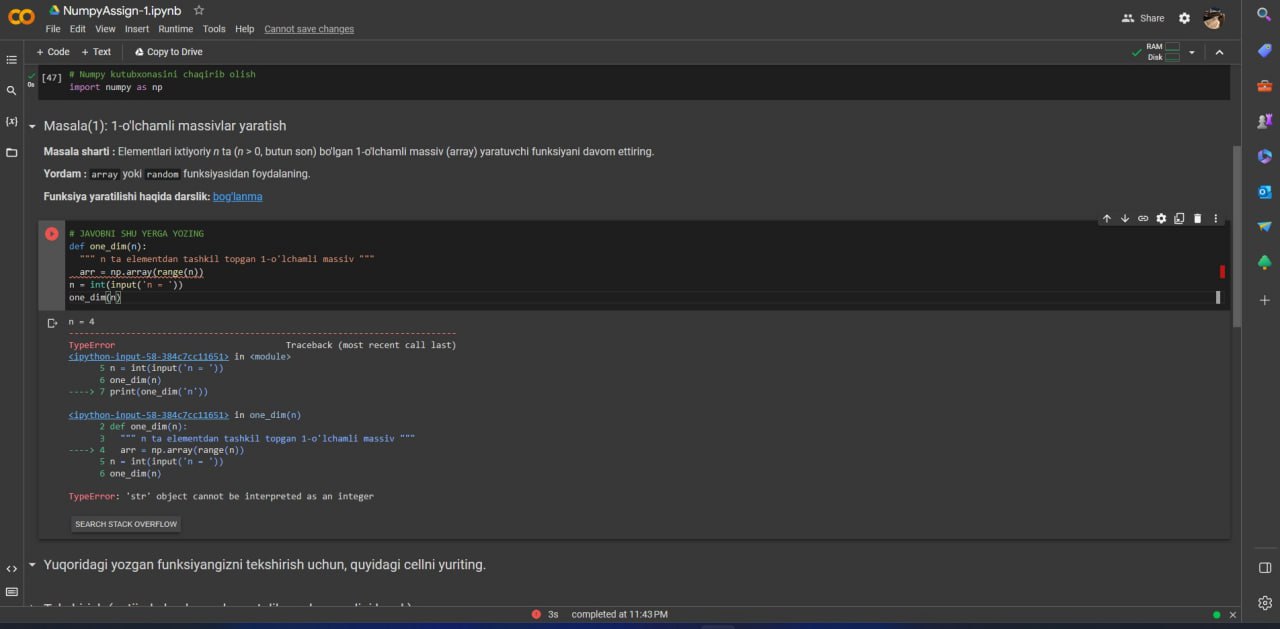 NumpyAssign-1.ipynb
File Edit View Insert Runtime Tools Help Cannot save changes
Share
+ Code + Text Copy to Drive
RAM
Disk
[47] # Numpy kutubxonasini chaqirib olish
0s
import numpy as np
{x}
Masala(1): 1-o'lchamli massivlar yaratish
Masala sharti : Elementlari ixtiyoriy n ta (n > 0, butun son) bo'lgan 1-o'lchamli massiv (array) yaratuvchi funksiyani davom ettiring.
Yordam : array yoki random funksiyasidan foydalaning.
Funksiya yaratilishi haqida darslik: bog'lanma
# JAVOBNI SHU YERGA YOZING
def one_dim(n):
""" n ta elementdan tashkil topgan 1-o'lchamli massiv """
arr = np.array(range(n))
n = int(input('n = '))
one_dim(n)
n = 4
---------------------------------------------------------------------------
TypeError Traceback (most recent call last)
<ipython-input-58-384c7cc11651> in <module>
5 n = int(input('n = '))
6 one_dim(n)
----> 7 print(one_dim('n'))
<ipython-input-58-384c7cc11651> in one_dim(n)
2 def one_dim(n):
3 """ n ta elementdan tashkil topgan 1-o'lchamli massiv """
----> 4 arr = np.array(range(n))
5 n = int(input('n = '))
6 one_dim(n)
TypeError: 'str' object cannot be interpreted as an integer
SEARCH STACK OVERFLOW
Yuqoridagi yozgan funksiyangizni tekshirish uchun, quyidagi cellni yuriting.
3s completed at 11:43 PM